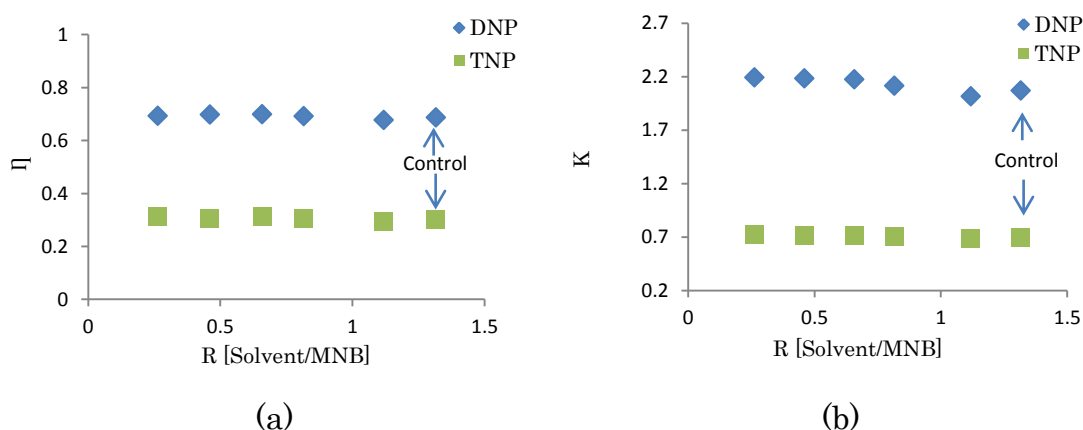 1
0.8
0.6
0.4
0.2
0
0
0.5
1
1.5
Ƞ
R [Solvent/MNB]
DNP
TNP
Control
(a)
2.7
2.2
1.7
1.2
0.7
0.2
0
0.5
1
1.5
K
R [Solvent/MNB]
DNP
TNP
Control
(b)